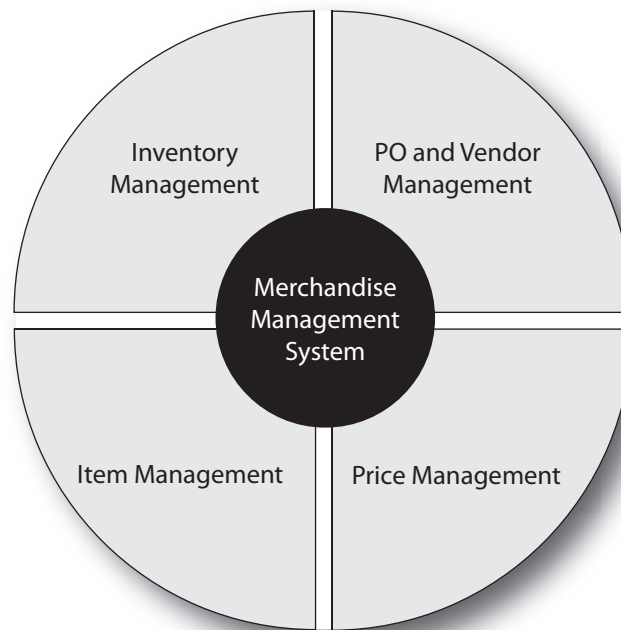 Inventory
Management
PO and Vendor
Management
Merchandise
Management
System
Item Management
Price Management